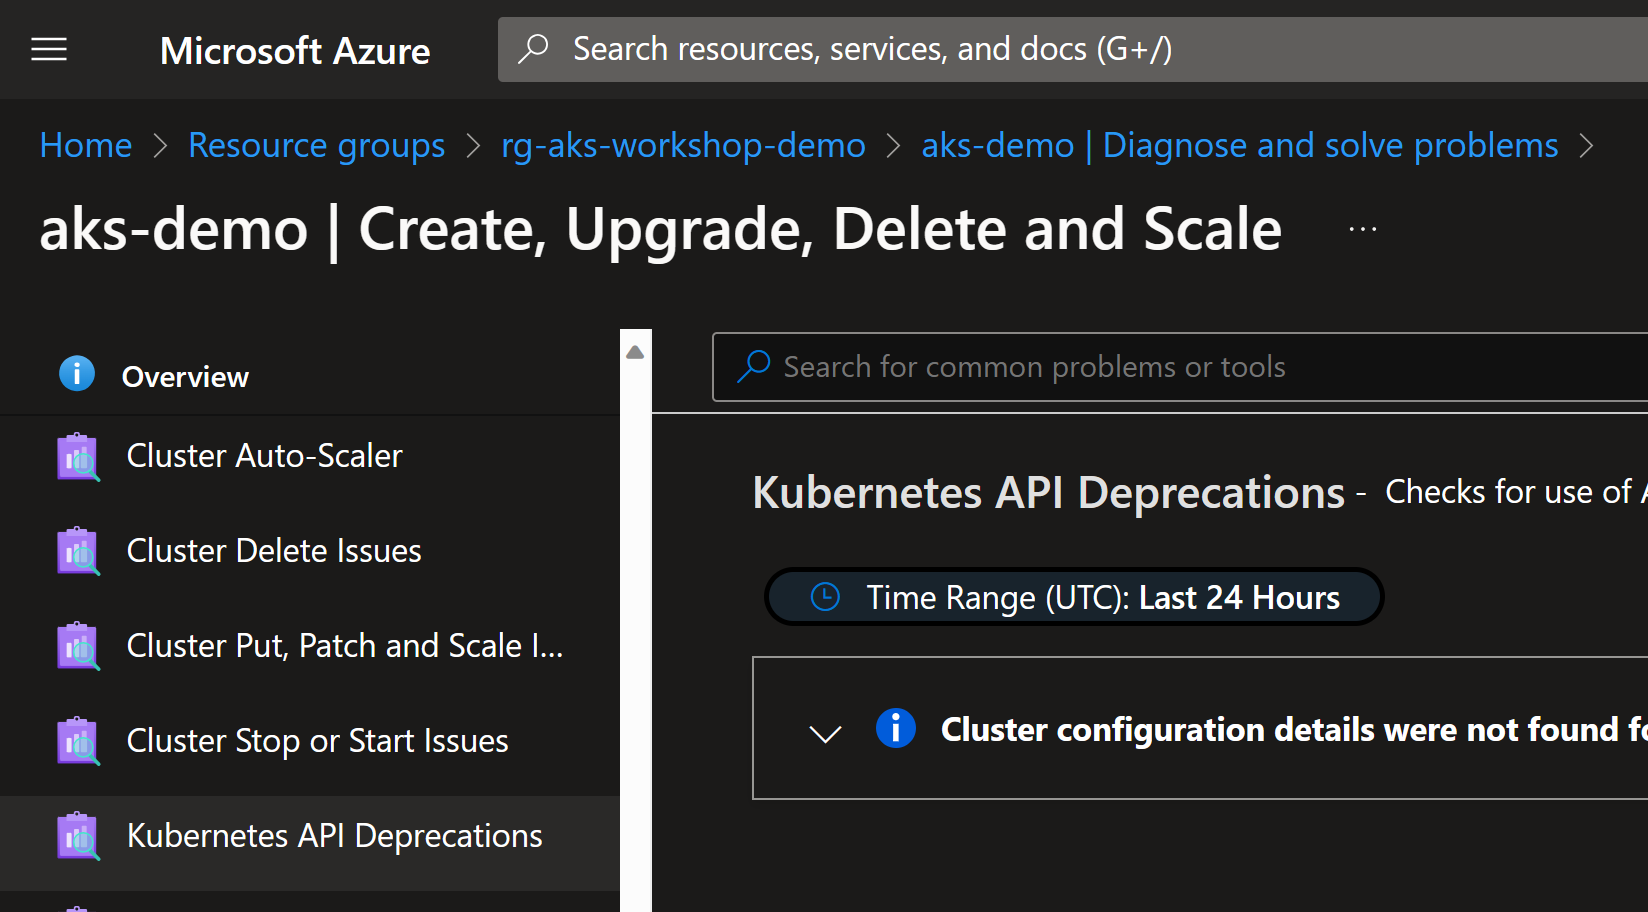 Microsoft Azure
Search resources, services, and docs (G+/)
Home > Resource groups > rg-aks-workshop-demo > aks-demo | Diagnose and solve problems >
aks-demo | Create, Upgrade, Delete and Scale ...
Overview
Cluster Auto-Scaler
Cluster Delete Issues
Cluster Put, Patch and Scale I...
Cluster Stop or Start Issues
Kubernetes API Deprecations
Search for common problems or tools
Kubernetes API Deprecations - Checks for use of
Time Range (UTC): Last 24 Hours
Cluster configuration details were not found